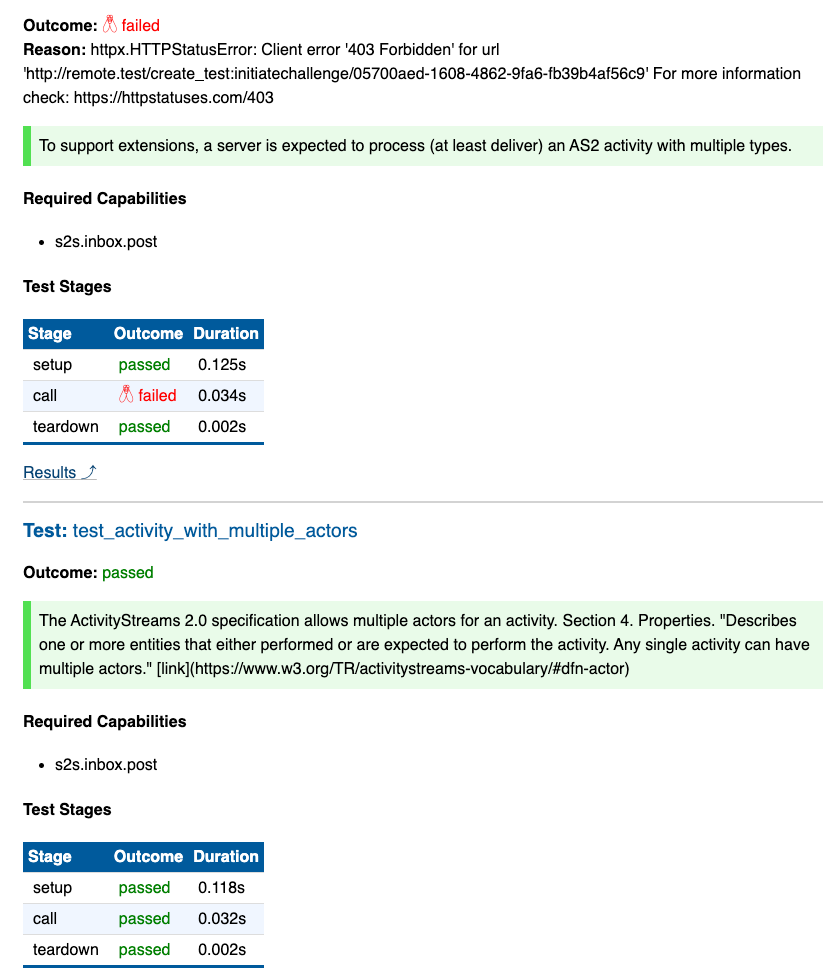 Outcome: failed
Reason: httpx.HTTPStatusError: Client error '403 Forbidden' for url
'http://remote.test/create_test:initiatechallenge/05700aed-1608-4862-9fa6-fb39b4af56c9' For more information
check: https://httpstatuses.com/403
To support extensions, a server is expected to process (at least deliver) an AS2 activity with multiple types.
Required Capabilities
• s2s.inbox.post
Test Stages
Stage Outcome Duration
setup passed 0.125s
call failed 0.034s
teardown passed 0.002s
Results ⤴
Test: test_activity_with_multiple_actors
Outcome: passed
The ActivityStreams 2.0 specification allows multiple actors for an activity. Section 4. Properties. "Describes
one or more entities that either performed or are expected to perform the activity. Any single activity can have
multiple actors." [link](https://www.w3.org/TR/activitystreams-vocabulary/#dfn-actor)
Required Capabilities
• s2s.inbox.post
Test Stages
Stage Outcome Duration
setup passed 0.118s
call passed 0.032s
teardown passed 0.002s